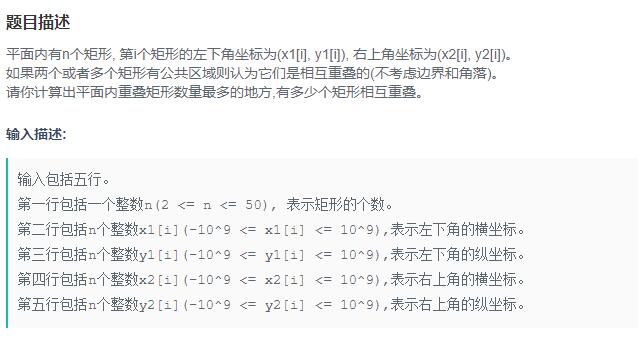 题目描述
平面内有n个矩形, 第i个矩形的左下角坐标为(x1[i], y1[i]), 右上角坐标为(x2[i], y2[i])。
如果两个或者多个矩形有公共区域则认为它们是相互重叠的(不考虑边界和角落)。
请你计算出平面内重叠矩形数量最多的地方,有多少个矩形相互重叠。
输入描述:
输入包括五行。
第一行包括一个整数n(2 <= n <= 50), 表示矩形的个数。
第二行包括n个整数x1[i](-10^9 <= x1[i] <= 10^9),表示左下角的横坐标。
第三行包括n个整数y1[i](-10^9 <= y1[i] <= 10^9),表示左下角的纵坐标。
第四行包括n个整数x2[i](-10^9 <= x2[i] <= 10^9),表示右上角的横坐标。
第五行包括n个整数y2[i](-10^9 <= y2[i] <= 10^9),表示右上角的纵坐标。